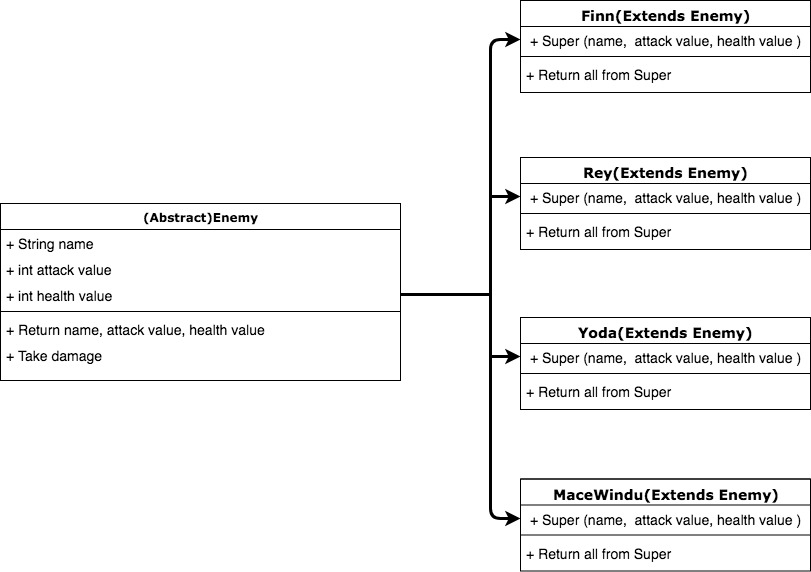 (Abstract)Enemy
+ String name
+ int attack value
+ int health value
+ Return name, attack value, health value
+ Take damage
Finn(Extends Enemy)
+ Super (name,  attack value, health value )
+ Return all from Super
Rey(Extends Enemy)
+ Super (name,  attack value, health value )
+ Return all from Super
Yoda(Extends Enemy)
+ Super (name,  attack value, health value )
+ Return all from Super
MaceWindu(Extends Enemy)
+ Super (name,  attack value, health value )
+ Return all from Super